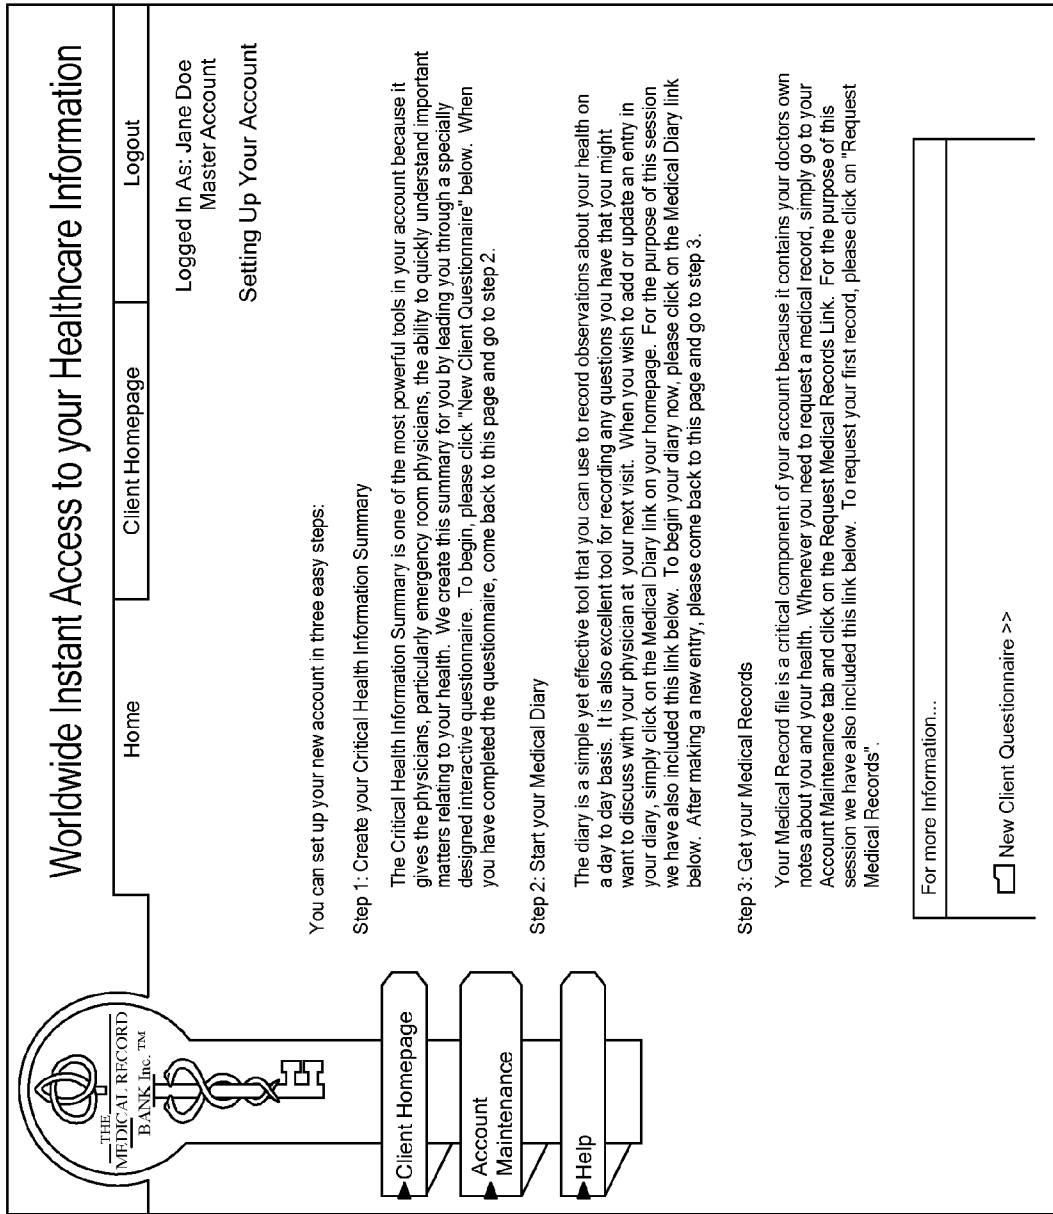 Worldwide Instant Access to your Healthcare Information
Home
Client Homepage
Logout
THE
MEDICAL RECORD
BANK Inc. ™
Logged In As: Jane Doe
Master Account
Setting Up Your Account
Client Homepage
Account
Maintenance
Help
You can set up your new account in three easy steps:
Step 1: Create your Critical Health Information Summary
The Critical Health Information Summary is one of the most powerful tools in your account because it
gives the physicians, particularly emergency room physicians, the ability to quickly understand important
matters relating to your health. We create this summary for you by leading you through a specially
designed interactive questionnaire. To begin, please click "New Client Questionnaire" below. When
you have completed the questionnaire, come back to this page and go to step 2.
Step 2: Start your Medical Diary
The diary is a simple yet effective tool that you can use to record observations about your health on
a day to day basis. It is also excellent tool for recording any questions you have that you might
want to discuss with your physician at your next visit. When you wish to add or update an entry in
your diary, simply click on the Medical Diary link on your homepage. For the purpose of this session
we have also included this link below. To begin your diary now, please click on the Medical Diary link
below. After making a new entry, please come back to this page and go to step 3.
Step 3: Get your Medical Records
Your Medical Record file is a critical component of your account because it contains your doctors own
notes about you and your health. Whenever you need to request a medical record, simply go to your
Account Maintenance tab and click on the Request Medical Records Link. For the purpose of this
session we have also included this link below. To request your first record, please click on "Request
Medical Records".
For more Information...
New Client Questionnaire >>